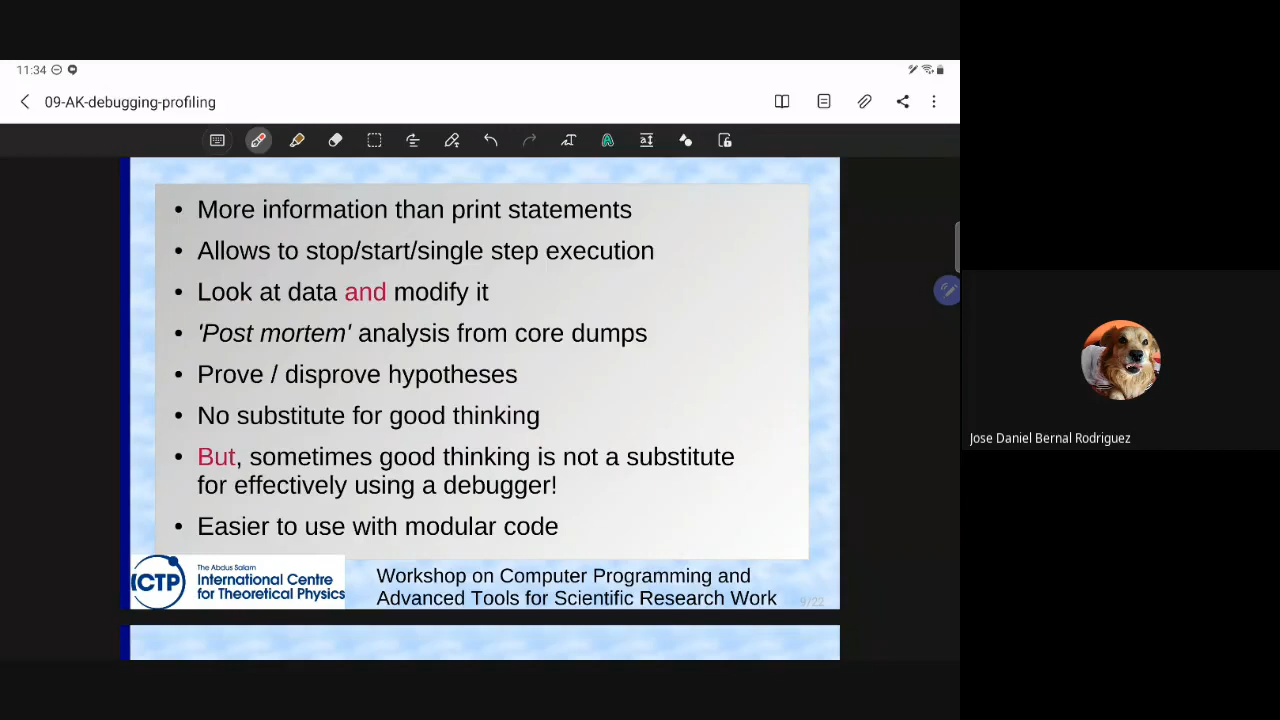 11:34
09-AK-debugging-profiling
• More information than print statements
• Allows to stop/start/single step execution
• Look at data and modify it
• 'Post mortem' analysis from core dumps
• Prove / disprove hypotheses
• No substitute for good thinking
• But, sometimes good thinking is not a substitute
for effectively using a debugger!
• Easier to use with modular code
ICTP
The Abdus Salam
International Centre
for Theoretical Physics
Workshop on Computer Programming and
Advanced Tools for Scientific Research Work
9/22
Jose Daniel Bernal Rodriguez